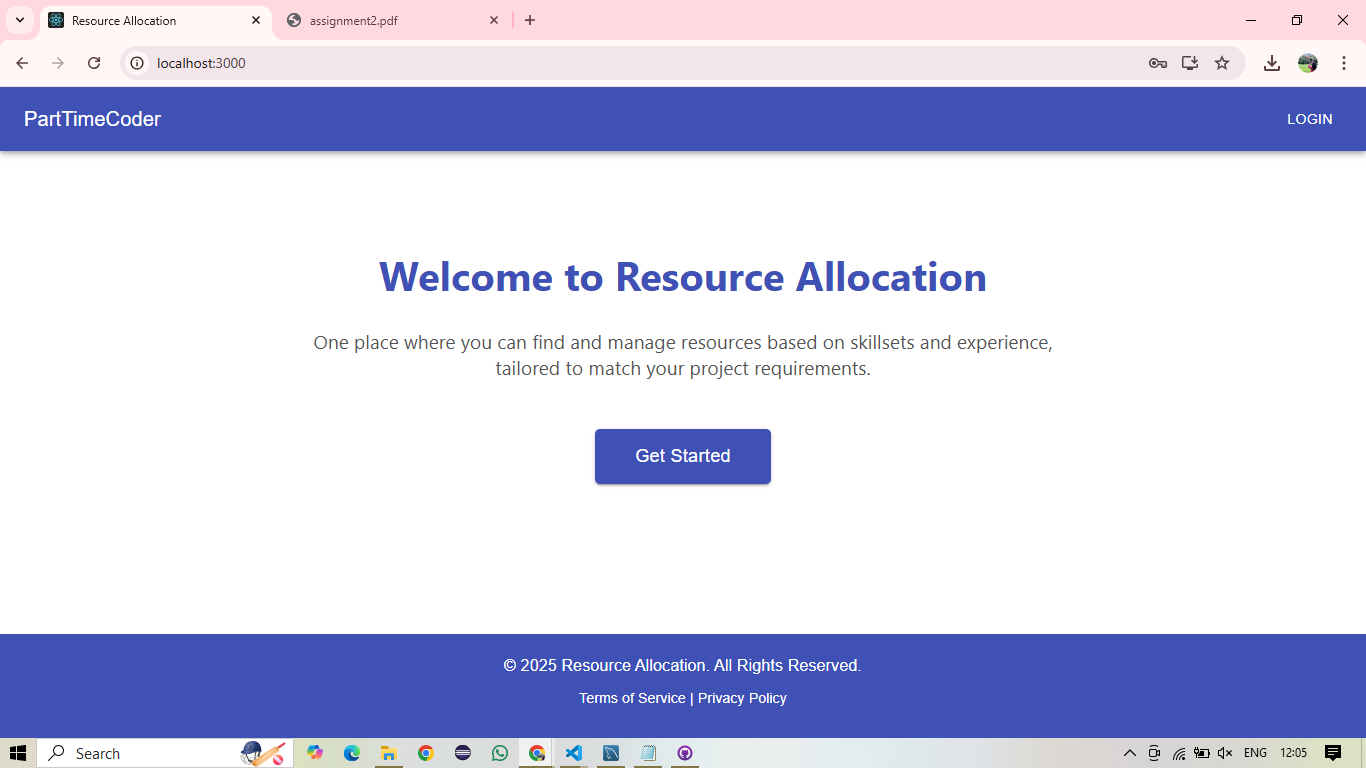 Resource Allocation
assignment2.pdf
localhost:3000
PartTimeCoder
LOGIN
Welcome to Resource Allocation
One place where you can find and manage resources based on skillsets and experience,
tailored to match your project requirements.
Get Started
© 2025 Resource Allocation. All Rights Reserved.
Terms of Service | Privacy Policy
Search
ENG
12:05